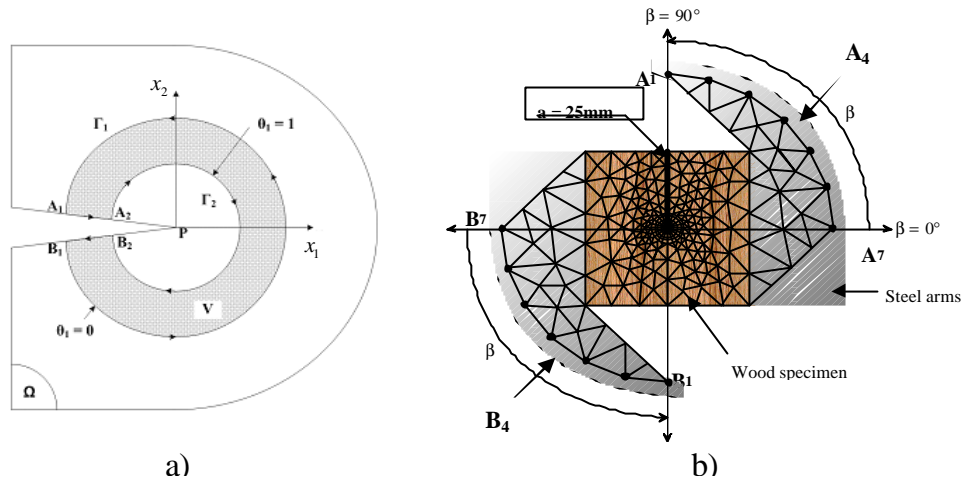 x₂
Γ₁
θ₁ = 1
A₁
A₂
Γ₂
P
x₁
B₁
B₂
V
θ₁ = 0
Ω
a)
β = 90°
A₁
A₄
a = 25mm
β
B₇
β = 0°
A₇
Steel arms
β
Wood specimen
B₁
B₄
b)